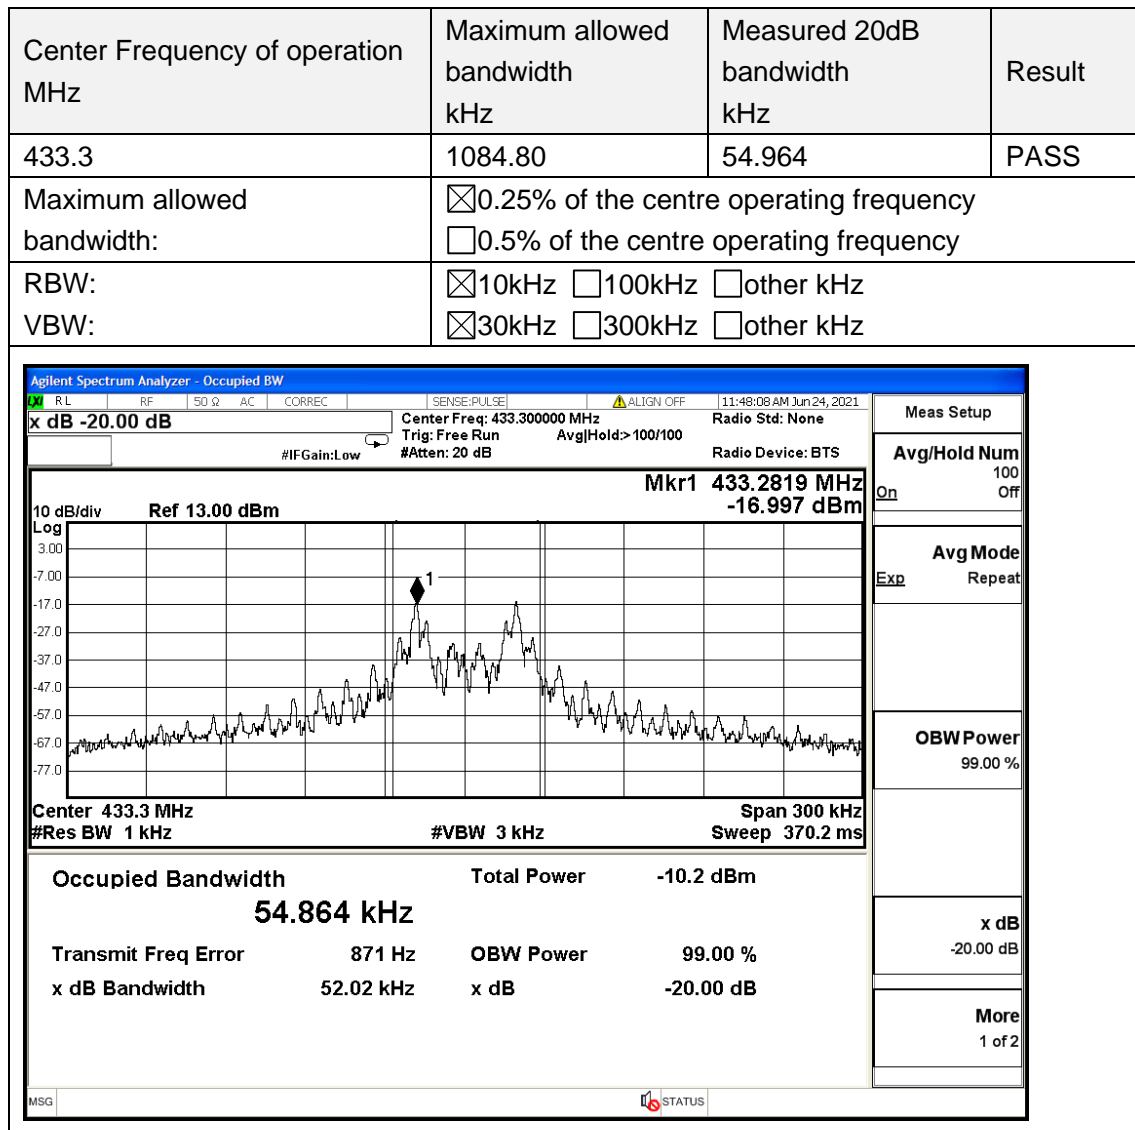 Center Frequency of operation
MHz
Maximum allowed
bandwidth
kHz
Measured 20dB
bandwidth
kHz
Result
433.3
1084.80
54.964
PASS
Maximum allowed
bandwidth:
☒0.25% of the centre operating frequency
☐0.5% of the centre operating frequency
RBW:
VBW:
☒10kHz ☐100kHz ☐other kHz
☒30kHz ☐300kHz ☐other kHz
Agilent Spectrum Analyzer - Occupied BW
LXI RL RF 50 Ω AC CORREC SENSE:PULSE ALIGN OFF 11:48:08 AM Jun 24, 2021
x dB -20.00 dB
Center Freq: 433.300000 MHz
Radio Std: None
Trig: Free Run Avg|Hold:>100/100
#IFGain:Low #Atten: 20 dB
Radio Device: BTS
Mkr1 433.2819 MHz
-16.997 dBm
10 dB/div Ref 13.00 dBm
Log
3.00
-7.00
1
-17.0
-27.0
-37.0
-47.0
-57.0
-67.0
-77.0
Center 433.3 MHz Span 300 kHz
#Res BW 1 kHz #VBW 3 kHz Sweep 370.2 ms
Occupied Bandwidth
54.864 kHz
Total Power -10.2 dBm
Transmit Freq Error 871 Hz OBW Power 99.00 %
x dB Bandwidth 52.02 kHz x dB -20.00 dB
MSG STATUS
Meas Setup
Avg/Hold Num
100
On Off
Avg Mode
Exp Repeat
OBW Power
99.00 %
x dB
-20.00 dB
More
1 of 2